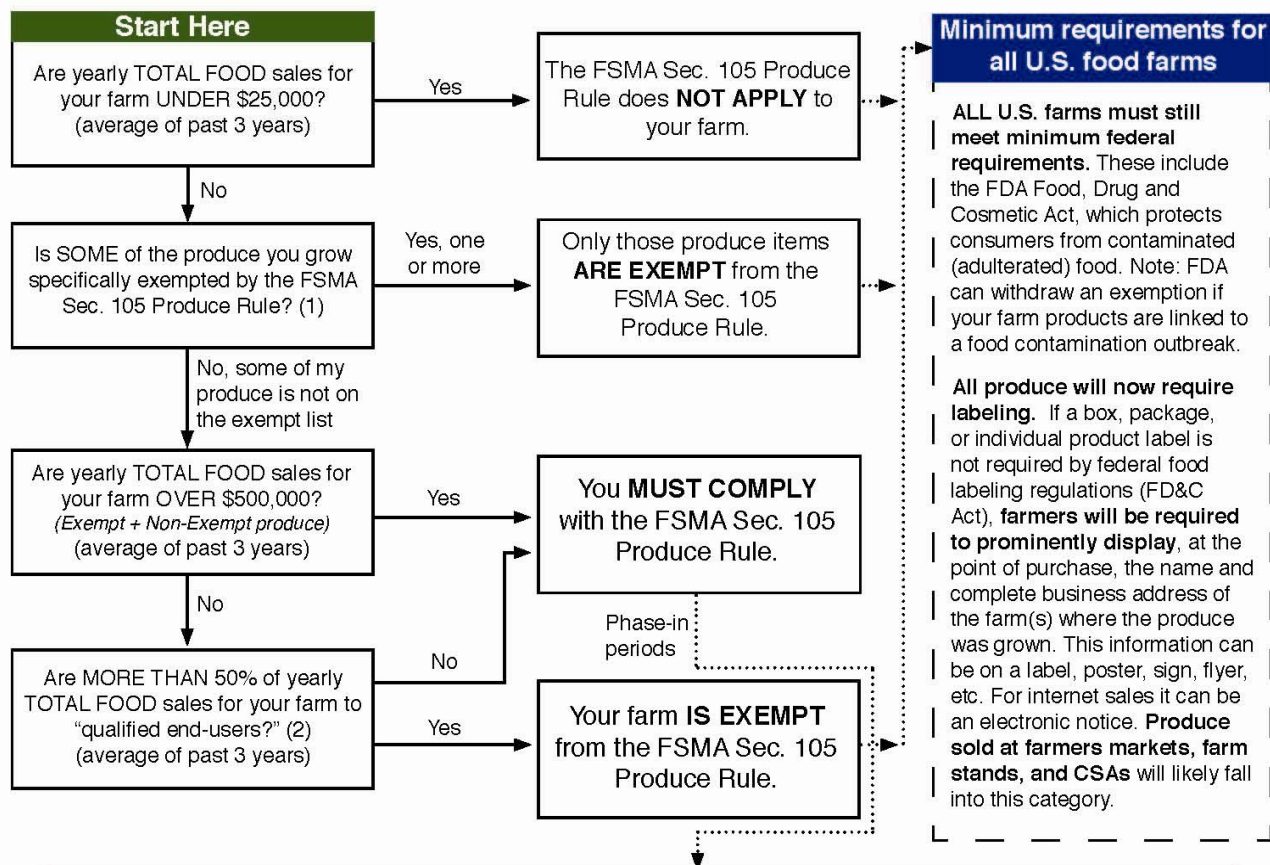 Start Here
Are yearly TOTAL FOOD sales for
your farm UNDER $25,000?
(average of past 3 years)
Yes
The FSMA Sec. 105 Produce
Rule does NOT APPLY to
your farm.
No
Is SOME of the produce you grow
specifically exempted by the FSMA
Sec. 105 Produce Rule? (1)
Yes, one
or more
Only those produce items
ARE EXEMPT from the
FSMA Sec. 105
Produce Rule.
No, some of my
produce is not on
the exempt list
Are yearly TOTAL FOOD sales for
your farm OVER $500,000?
(Exempt + Non-Exempt produce)
(average of past 3 years)
Yes
You MUST COMPLY
with the FSMA Sec. 105
Produce Rule.
No
Phase-in
periods
Are MORE THAN 50% of yearly
TOTAL FOOD sales for your farm to
“qualified end-users?” (2)
(average of past 3 years)
No
Yes
Your farm IS EXEMPT
from the FSMA Sec. 105
Produce Rule.
Minimum requirements for
all U.S. food farms
ALL U.S. farms must still
meet minimum federal
requirements. These include
the FDA Food, Drug and
Cosmetic Act, which protects
consumers from contaminated
(adulterated) food. Note: FDA
can withdraw an exemption if
your farm products are linked to
a food contamination outbreak.
All produce will now require
labeling. If a box, package,
or individual product label is
not required by federal food
labeling regulations (FD&C
Act), farmers will be required
to prominently display, at the
point of purchase, the name and
complete business address of
the farm(s) where the produce
was grown. This information can
be on a label, poster, sign, flyer,
etc. For internet sales it can be
an electronic notice. Produce
sold at farmers markets, farm
stands, and CSAs will likely fall
into this category.